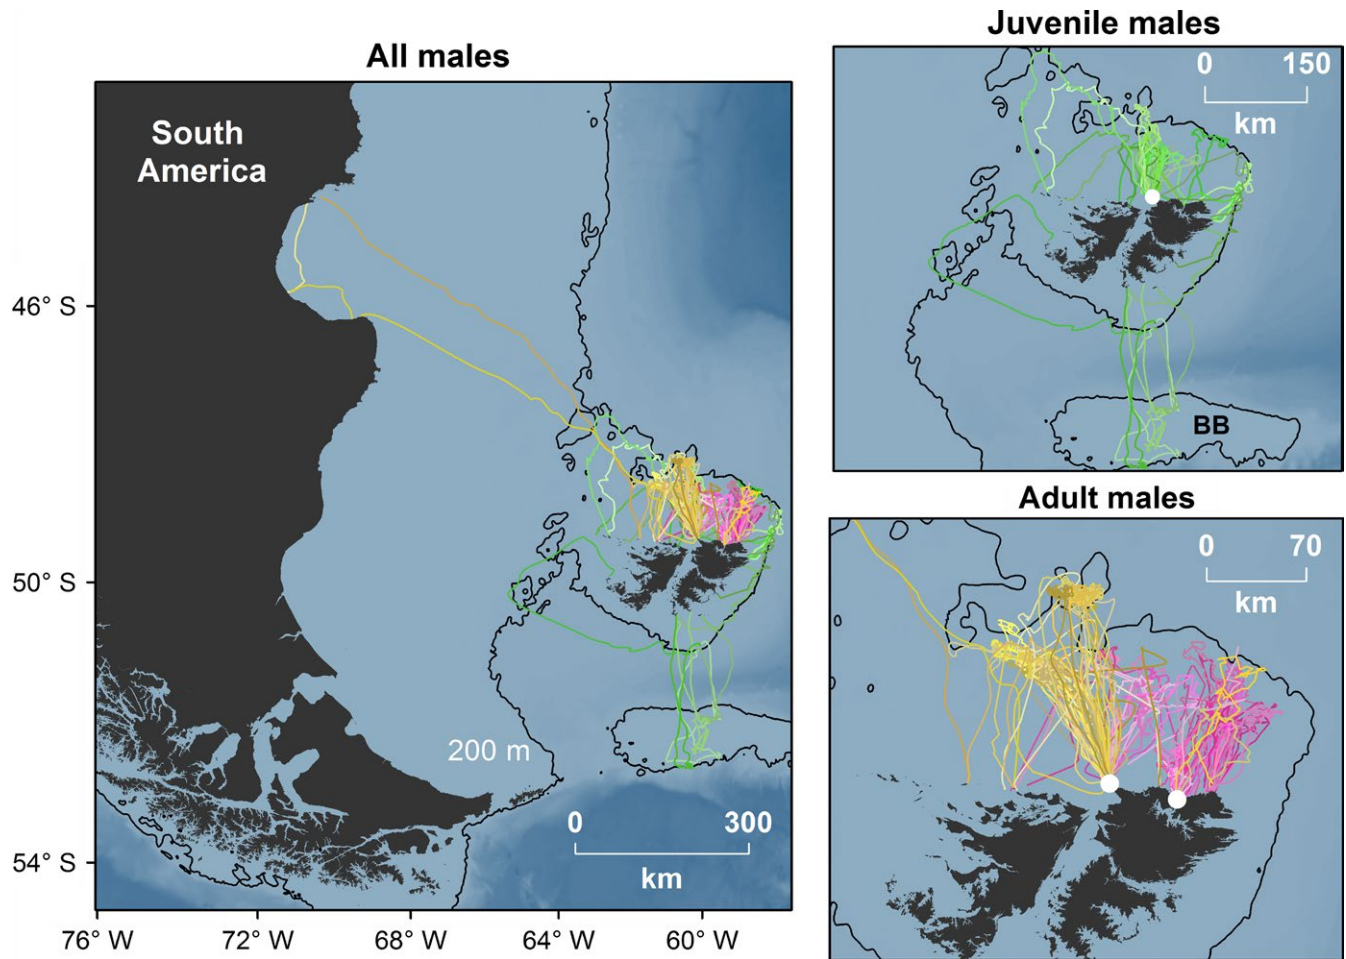 All males
South
America
46° S
50° S
54° S
200 m
0 300
km
76° W 72° W 68° W 64° W 60° W
Juvenile males
0 150
km
BB
Adult males
0 70
km